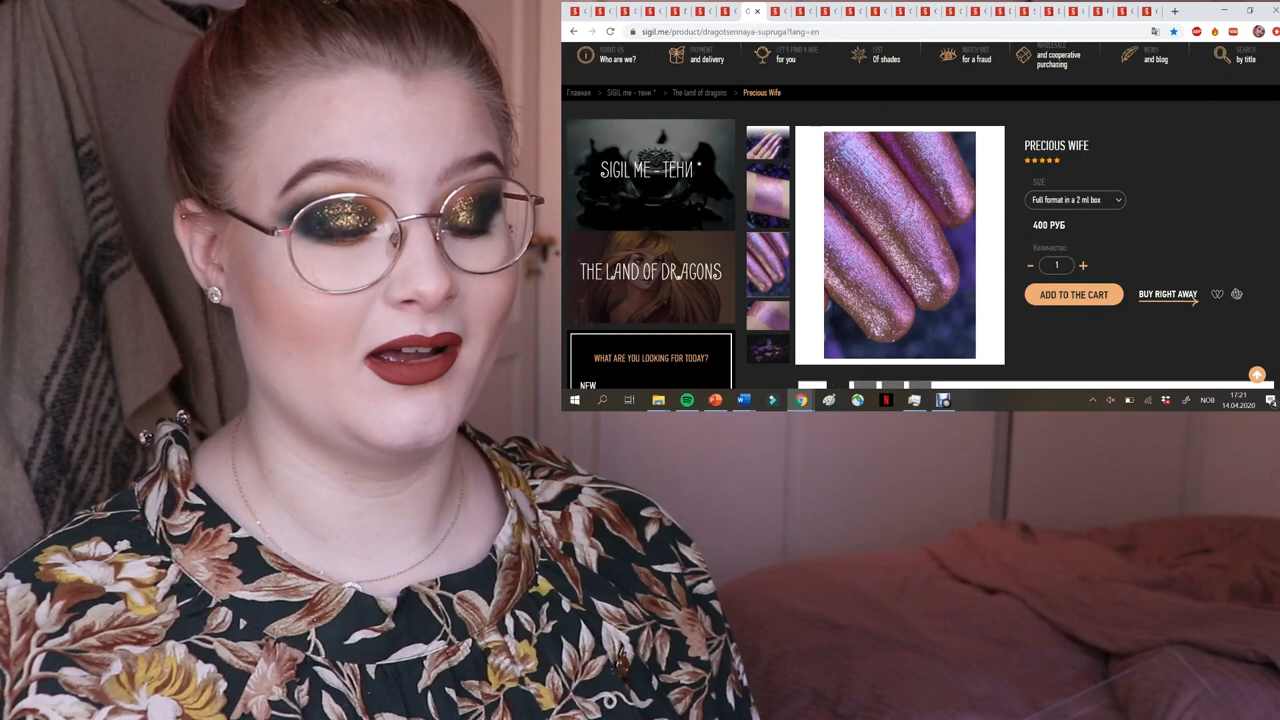 sigil.me/product/dragotsennaya-supruga?lang=en
ABOUT US
Who are we?
PAYMENT
and delivery
LET'S FIND A HUE
for you
LIST
Of shades
WATCH OUT
for a fraud
WHOLESALE
and cooperative
purchasing
NEWS
and blog
SEARCH
by title
Главная > SIGIL me - тени * > The land of dragons > Precious Wife
SIGIL ME - ТЕНИ *
THE LAND OF DRAGONS
WHAT ARE YOU LOOKING FOR TODAY?
NEW
PRECIOUS WIFE
SIZE
Full format in a 2 ml box
400 РУБ
Количество:
- 1 +
ADD TO THE CART
BUY RIGHT AWAY
NOB
17:21
14.04.2020